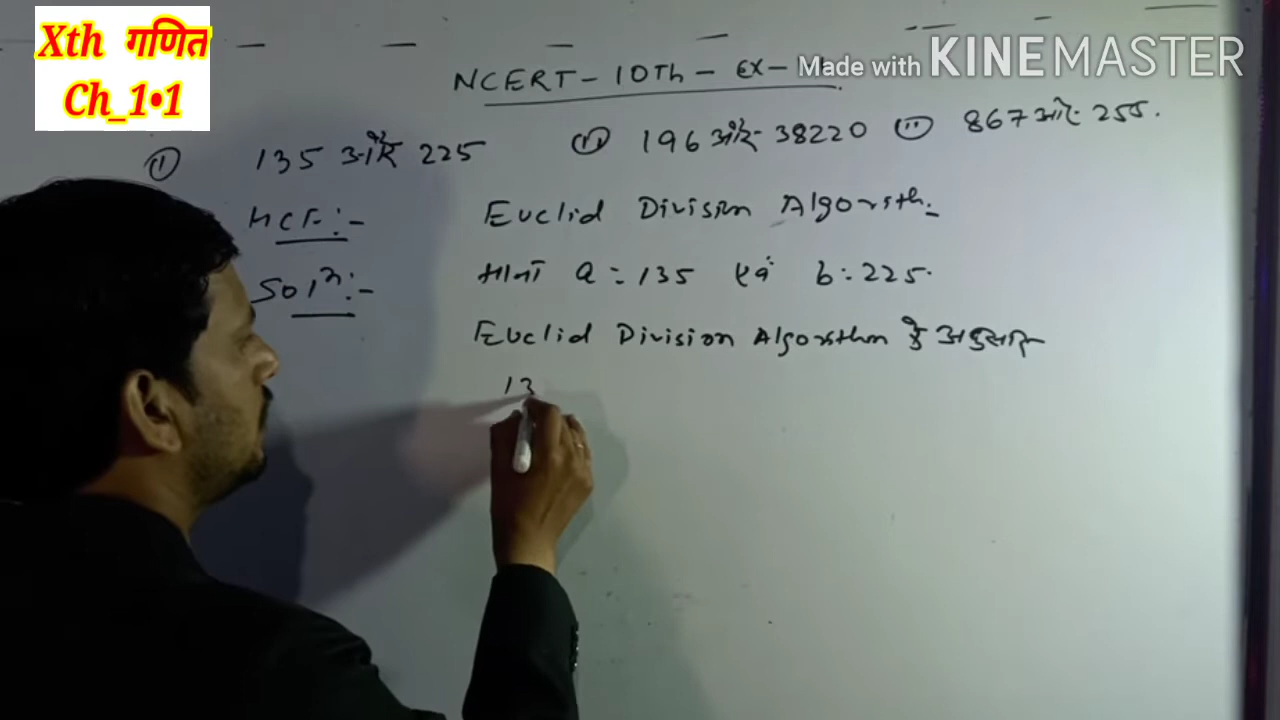 Xth गणित
Ch_1•1
Made with KINEMASTER
NCERT - 10Th - EX -
(i) 135 और 225 (ii) 196 और 38220 (ii) 867 और 255.
HCF :- Euclid Division Algorsth.
Sol^n :- माना a = 135 एवं b = 225.
Euclid Division Algorsthm के अनुसार
13